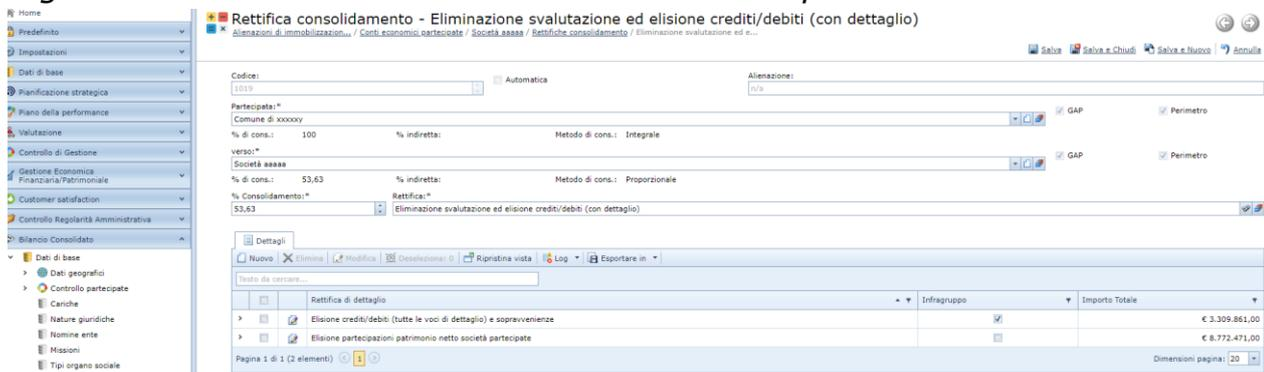 Home
Predefinito
Impostazioni
Dati di base
Pianificazione strategica
Piano della performance
Valutazione
Controllo di Gestione
Gestione Economica
Finanziaria/Patrimoniale
Customer satisfaction
Controllo Regolarità Amministrativa
Bilancio Consolidato
Dati di base
Dati geografici
Controllo partecipate
Cariche
Nature giuridiche
Nomine ente
Missioni
Tipi organo sociale
Rettifica consolidamento - Eliminazione svalutazione ed elisione crediti/debiti (con dettaglio)
Alienazioni di immobilizzazion... / Conti economici partecipate / Società aaaaa / Rettifiche consolidamento / Eliminazione svalutazione ed e...
Salva Salva e Chiudi Salva e Nuovo Annulla
Codice: Automatica Alienazione:
1019 n/a
Partecipata:* GAP Perimetro
Comune di xxxxxy
% di cons.: 100 % indiretta: Metodo di cons.: Integrale
verso:* GAP Perimetro
Società aaaaa
% di cons.: 53,63 % indiretta: Metodo di cons.: Proporzionale
% Consolidamento:* Rettifica:*
53,63 Eliminazione svalutazione ed elisione crediti/debiti (con dettaglio)
Dettagli
Nuovo Elimina Modifica Deseleziona: 0 Ripristina vista Log Esportare in
Testo da cercare...
Rettifica di dettaglio Infragruppo Importo Totale
Elisione crediti/debiti (tutte le voci di dettaglio) e sopravvenienze € 3.309.861,00
Elisione partecipazioni patrimonio netto società partecipate € 8.772.471,00
Pagina 1 di 1 (2 elementi) 1 Dimensioni pagina: 20